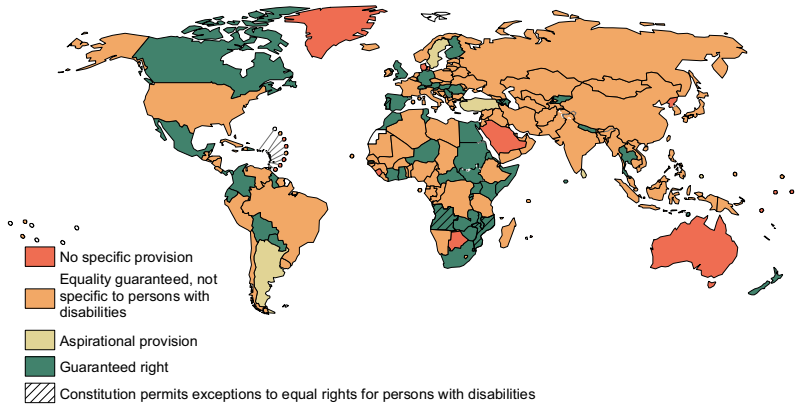 No specific provision
Equality guaranteed, not
specific to persons with
disabilities
Aspirational provision
Guaranteed right
Constitution permits exceptions to equal rights for persons with disabilities